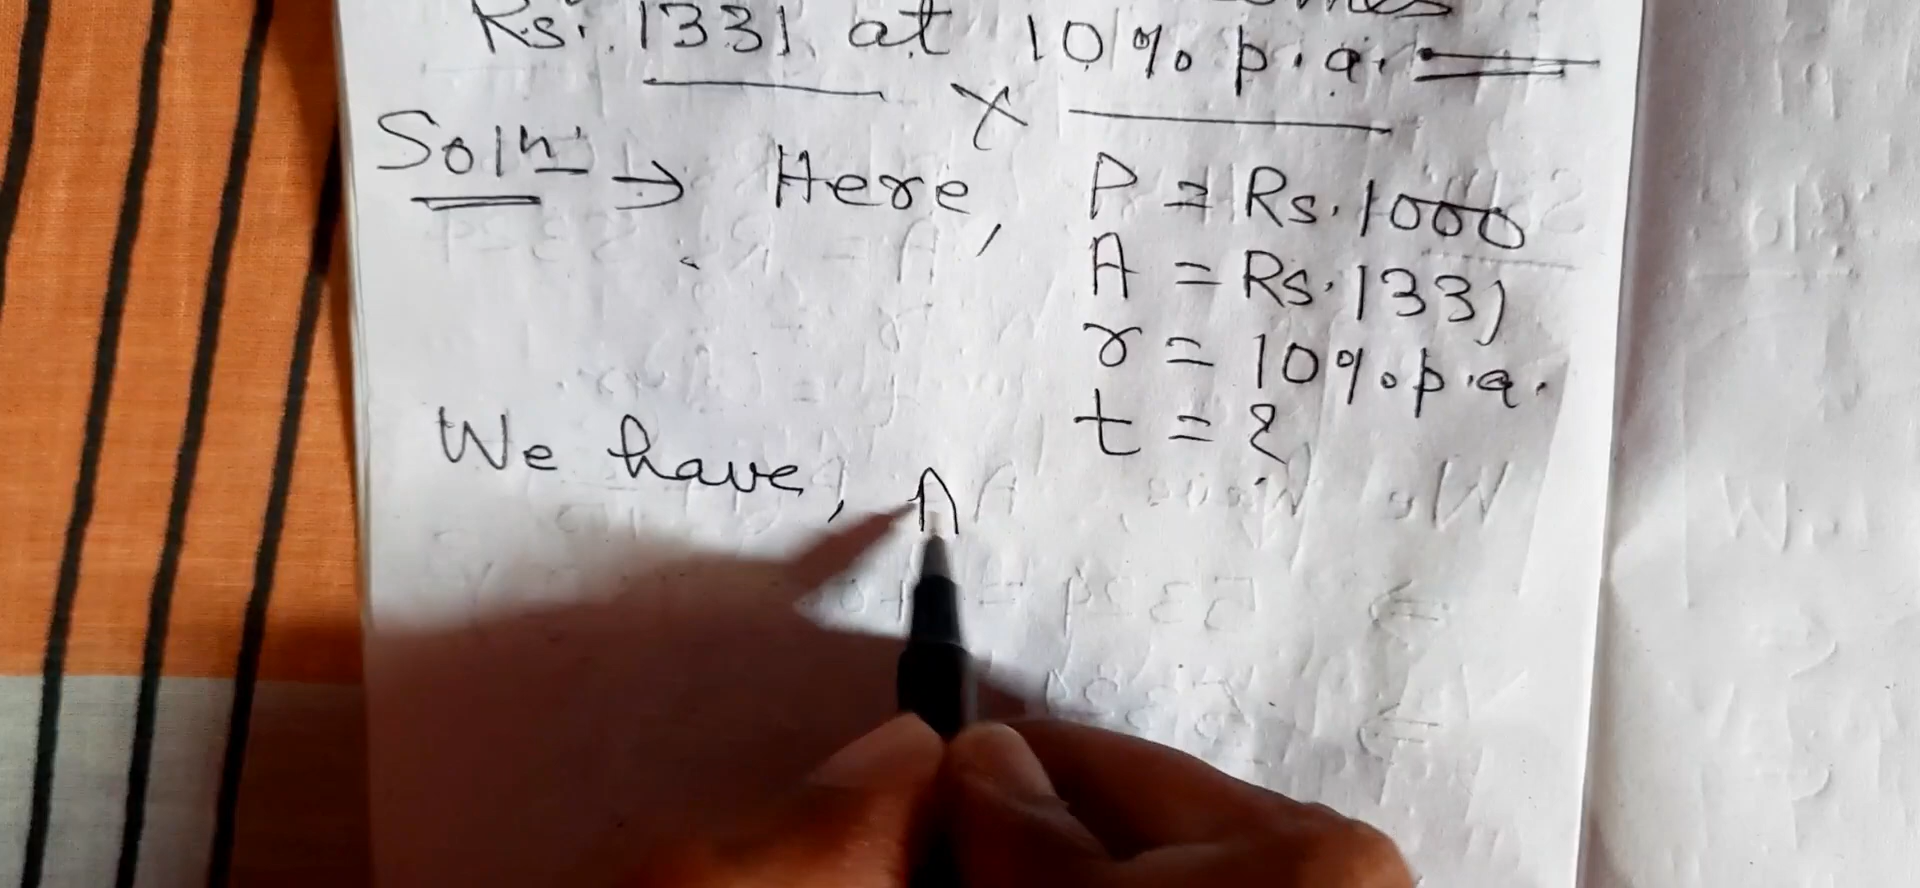 Rs. 1331 at 10% p.a.
Soln → Here, P = Rs. 1000
A = Rs. 1331
r = 10% p.a.
t = ?
We have, A